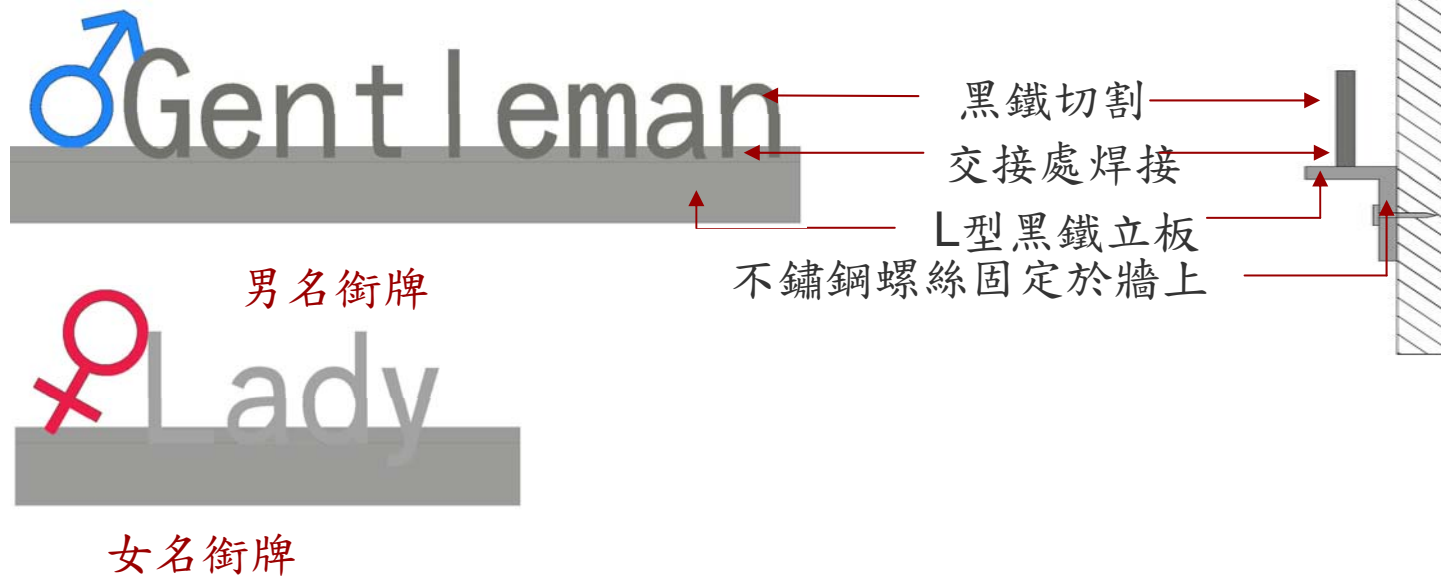 Gentleman
黑鐵切割
交接處焊接
L型黑鐵立板
不鏽鋼螺絲固定於牆上
男名銜牌
Lady
女名銜牌